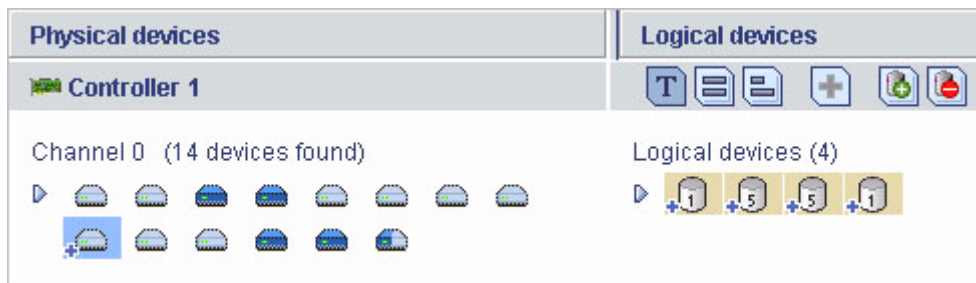 Physical devices
Logical devices
Controller 1
T
Channel 0 (14 devices found)
Logical devices (4)
1 5 5 1